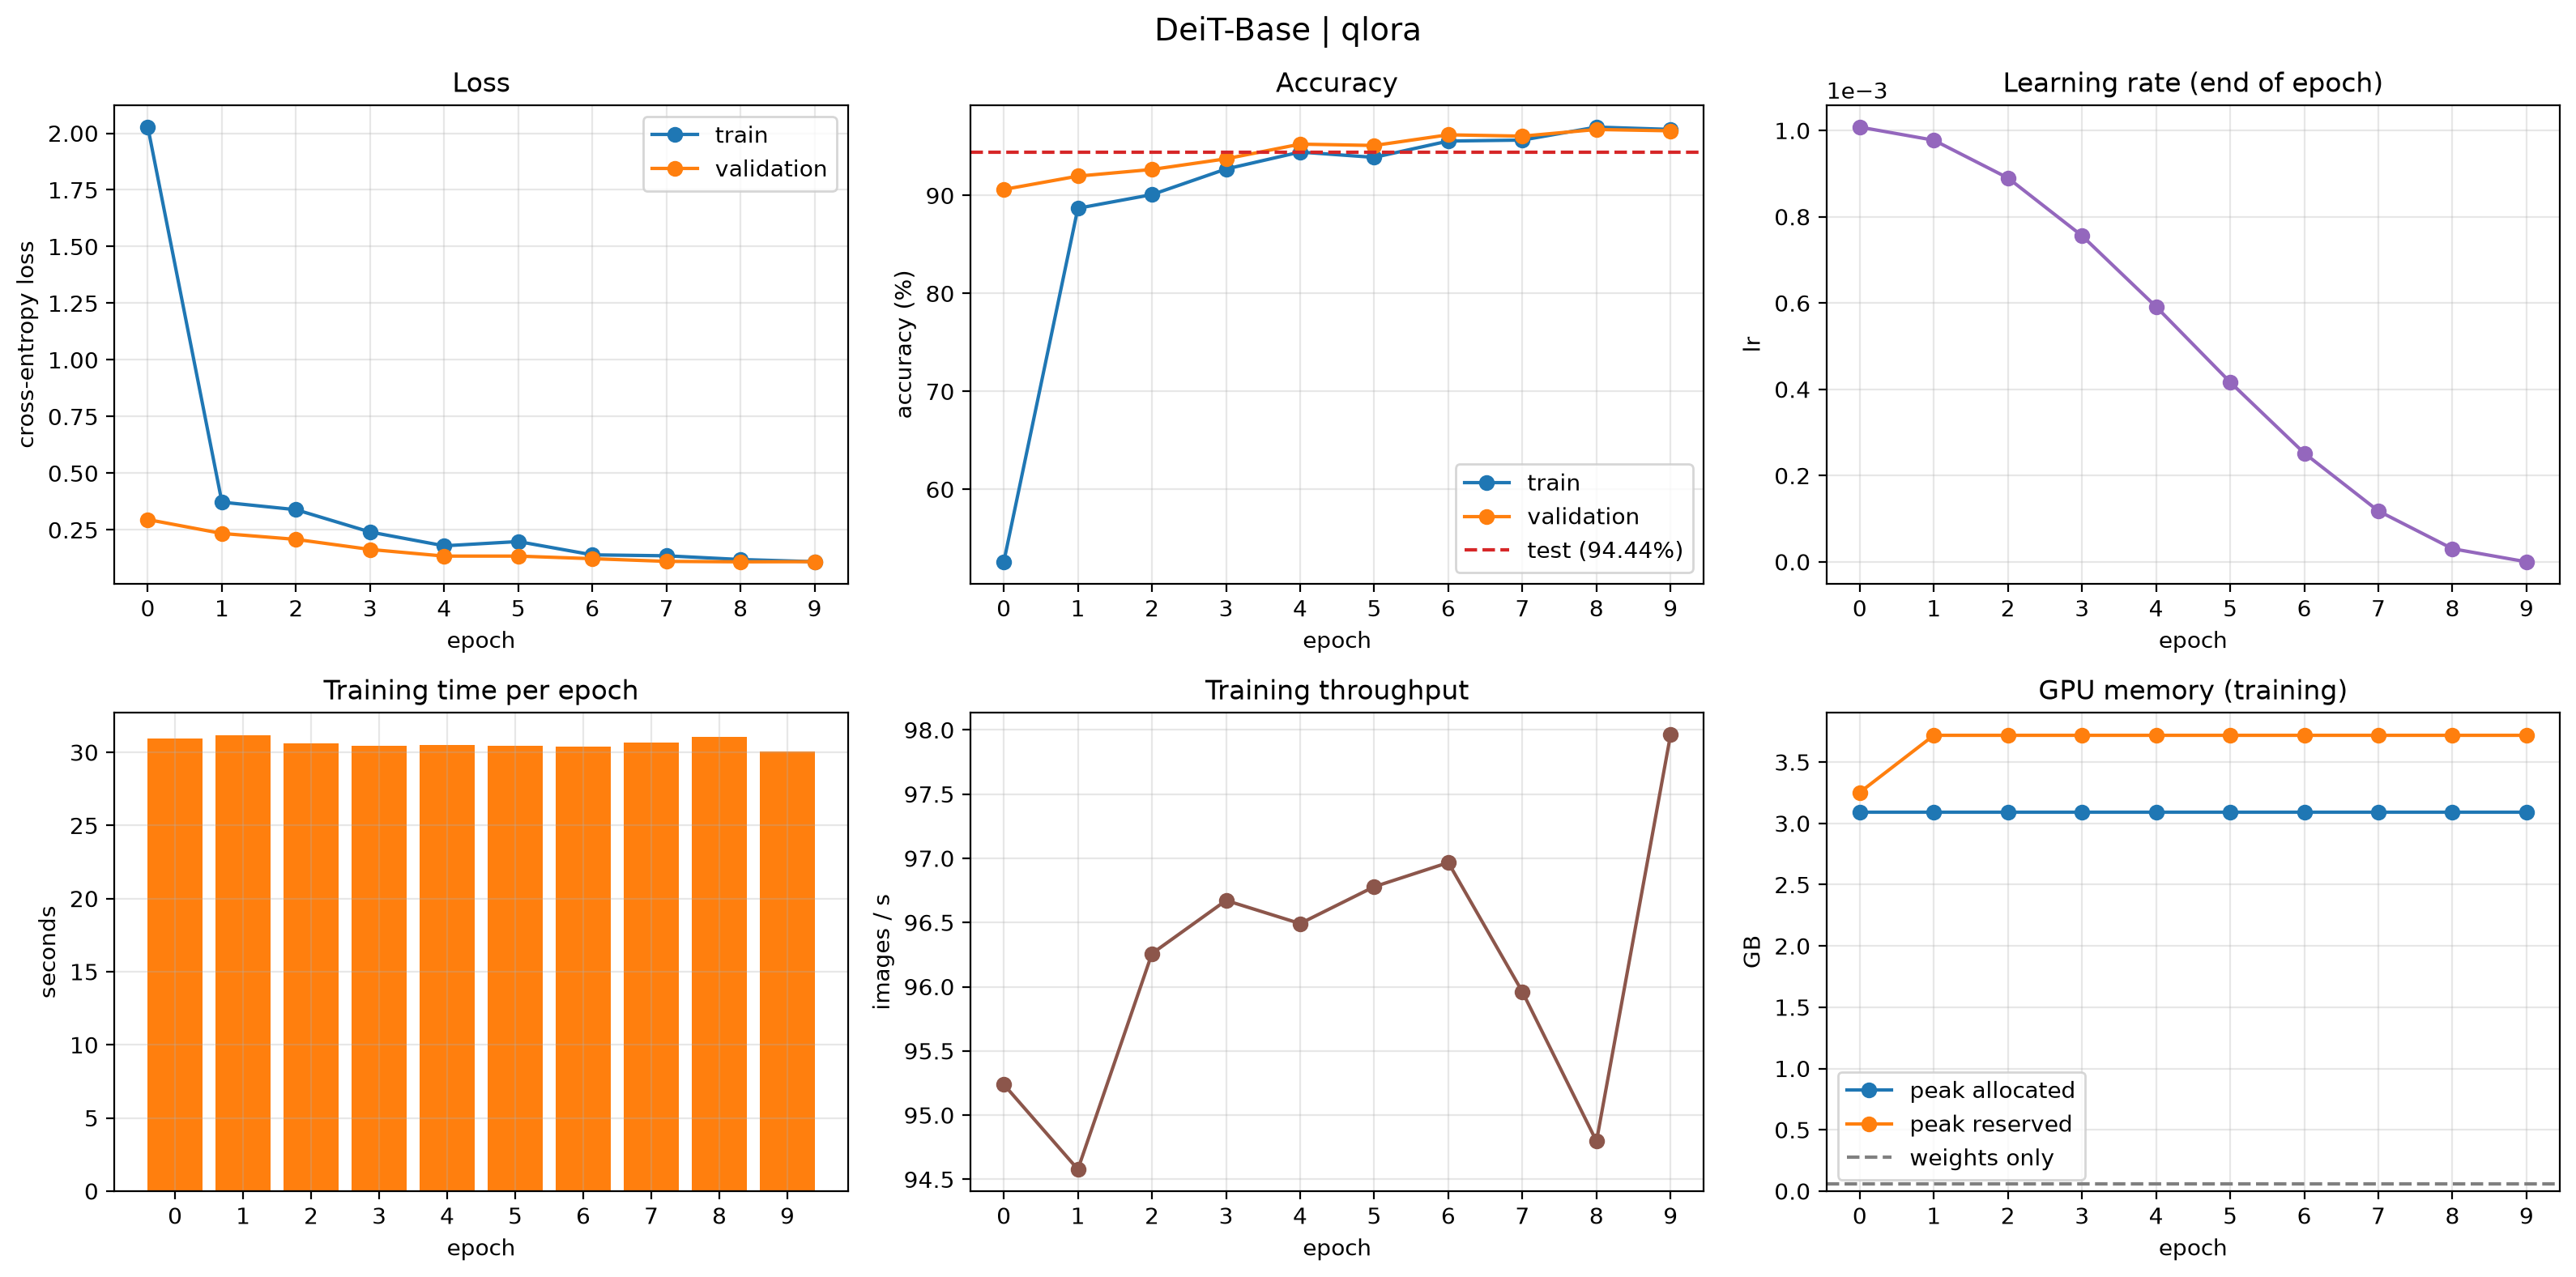 DeiT-Base | qlora
Loss
2.00
1.75
1.50
1.25
1.00
0.75
0.50
0.25
cross-entropy loss
train
validation
0 1 2 3 4 5 6 7 8 9
epoch
Accuracy
90
80
70
60
accuracy (%)
train
validation
test (94.44%)
0 1 2 3 4 5 6 7 8 9
epoch
Learning rate (end of epoch)
1e−3
1.0
0.8
0.6
0.4
0.2
0.0
lr
0 1 2 3 4 5 6 7 8 9
epoch
Training time per epoch
30
25
20
15
10
5
0
seconds
0 1 2 3 4 5 6 7 8 9
epoch
Training throughput
98.0
97.5
97.0
96.5
96.0
95.5
95.0
94.5
images / s
0 1 2 3 4 5 6 7 8 9
epoch
GPU memory (training)
3.5
3.0
2.5
2.0
1.5
1.0
0.5
0.0
GB
peak allocated
peak reserved
weights only
0 1 2 3 4 5 6 7 8 9
epoch